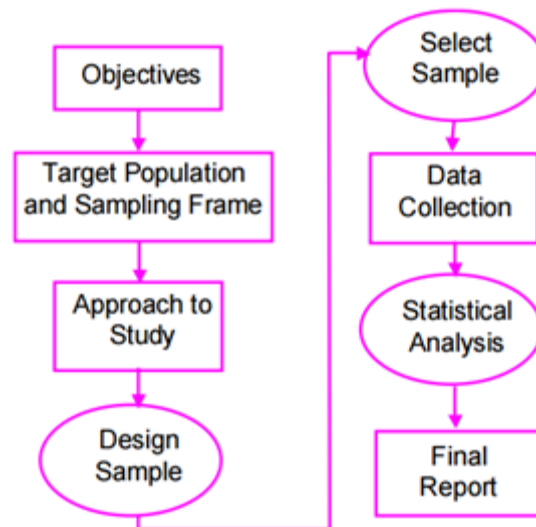 Objectives
Target Population
and Sampling Frame
Approach to
Study
Design
Sample
Select
Sample
Data
Collection
Statistical
Analysis
Final
Report